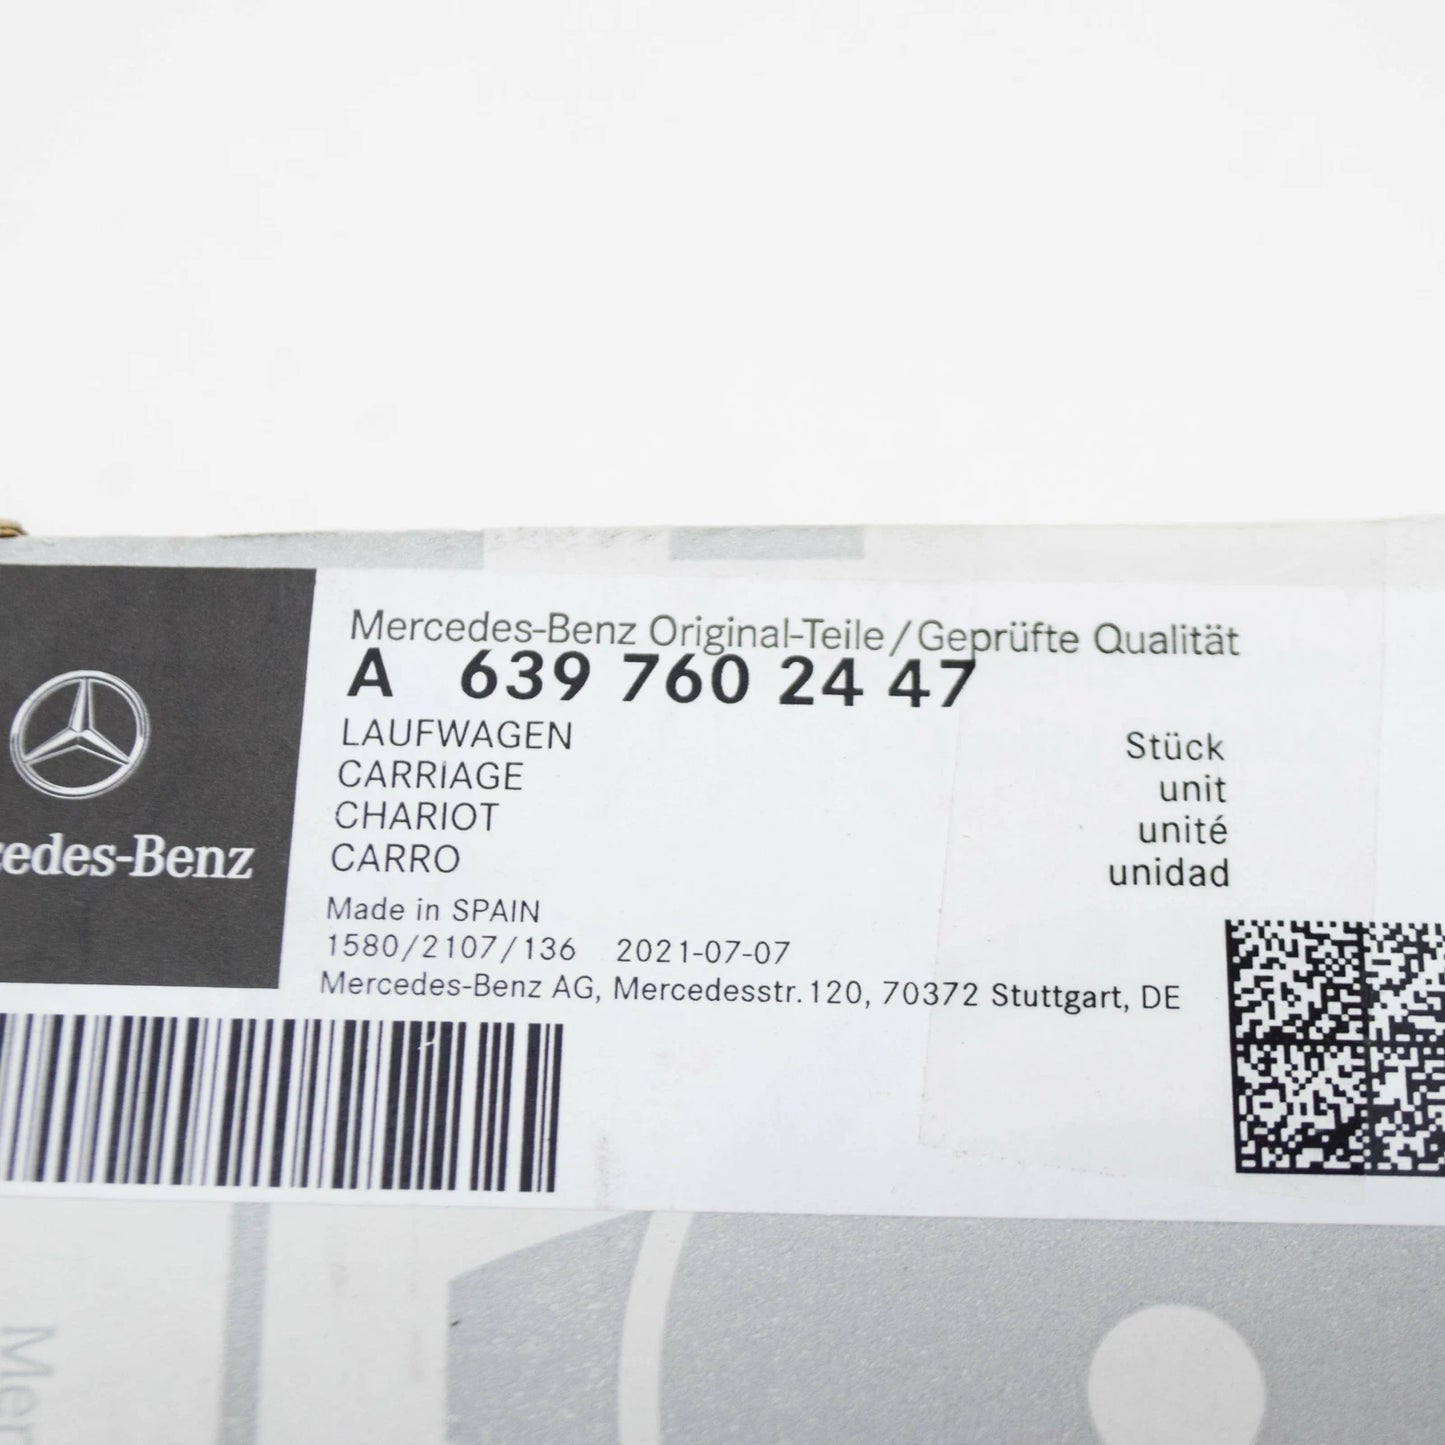 Mercedes-Benz Original-Teile/Geprüfte Qualität
A 639 760 24 47
LAUFWAGEN
CARRIAGE
CHARIOT
CARRO
Stück
unit
unité
unidad
cedes-Benz
Made in SPAIN
1580/2107/136 2021-07-07
Mercedes-Benz AG, Mercedesstr. 120, 70372 Stuttgart, DE
Mer